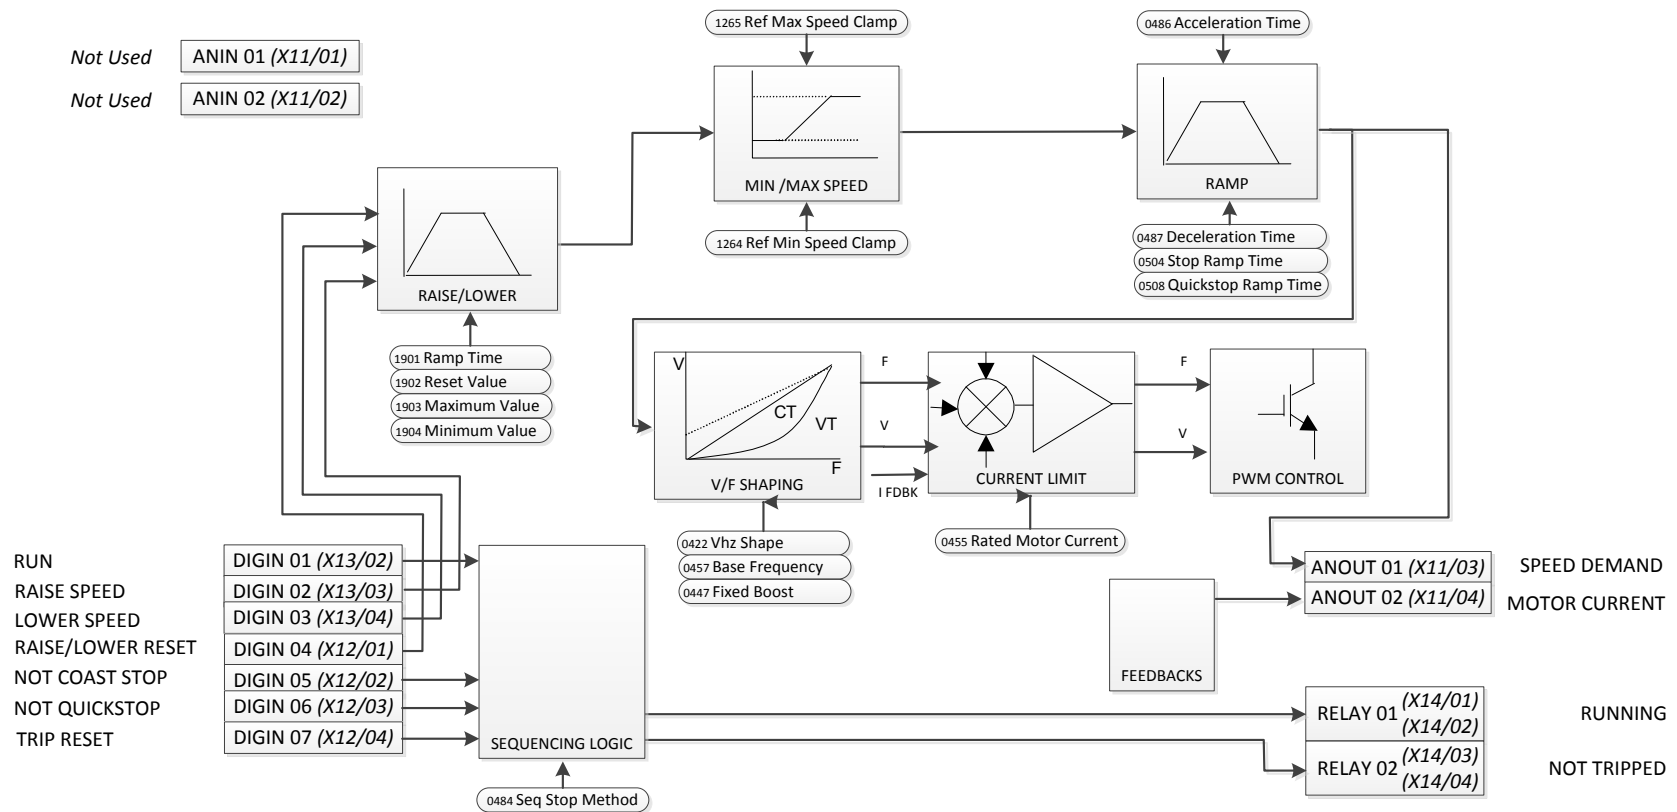 1265 Ref Max Speed Clamp
0486 Acceleration Time
Not Used ANIN 01 (X11/01)
Not Used ANIN 02 (X11/02)
MIN /MAX SPEED
RAMP
1264 Ref Min Speed Clamp
0487 Deceleration Time
0504 Stop Ramp Time
0508 Quickstop Ramp Time
RAISE/LOWER
1901 Ramp Time
1902 Reset Value
1903 Maximum Value
1904 Minimum Value
V
CT
VT
F
V/F SHAPING
F
V
I FDBK
CURRENT LIMIT
F
V
PWM CONTROL
0422 Vhz Shape
0457 Base Frequency
0447 Fixed Boost
0455 Rated Motor Current
RUN DIGIN 01 (X13/02)
RAISE SPEED DIGIN 02 (X13/03)
LOWER SPEED DIGIN 03 (X13/04)
RAISE/LOWER RESET DIGIN 04 (X12/01)
NOT COAST STOP DIGIN 05 (X12/02)
NOT QUICKSTOP DIGIN 06 (X12/03)
TRIP RESET DIGIN 07 (X12/04)
SEQUENCING LOGIC
0484 Seq Stop Method
ANOUT 01 (X11/03) SPEED DEMAND
ANOUT 02 (X11/04) MOTOR CURRENT
FEEDBACKS
RELAY 01 (X14/01) (X14/02) RUNNING
RELAY 02 (X14/03) (X14/04) NOT TRIPPED